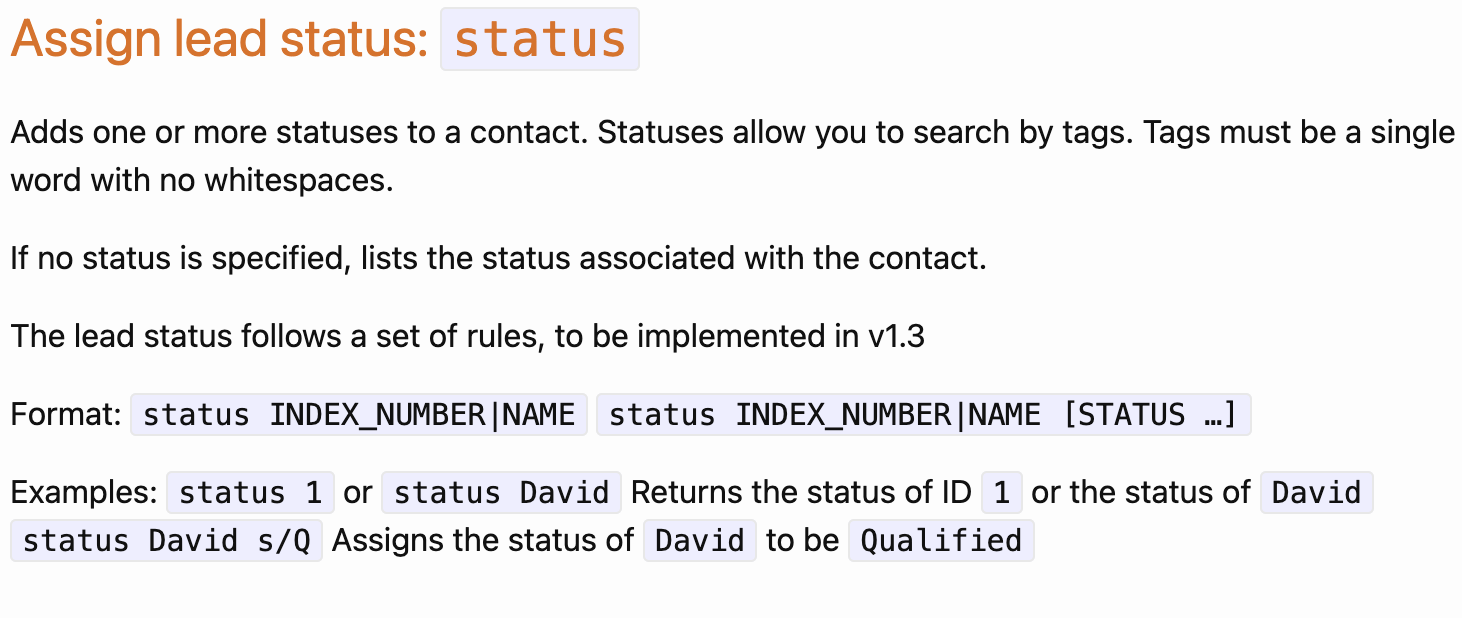 Assign lead status: status
Adds one or more statuses to a contact. Statuses allow you to search by tags. Tags must be a single
word with no whitespaces.
If no status is specified, lists the status associated with the contact.
The lead status follows a set of rules, to be implemented in v1.3
Format: status INDEX_NUMBER|NAME status INDEX_NUMBER|NAME [STATUS …]
Examples: status 1 or status David Returns the status of ID 1 or the status of David
status David s/Q Assigns the status of David to be Qualified